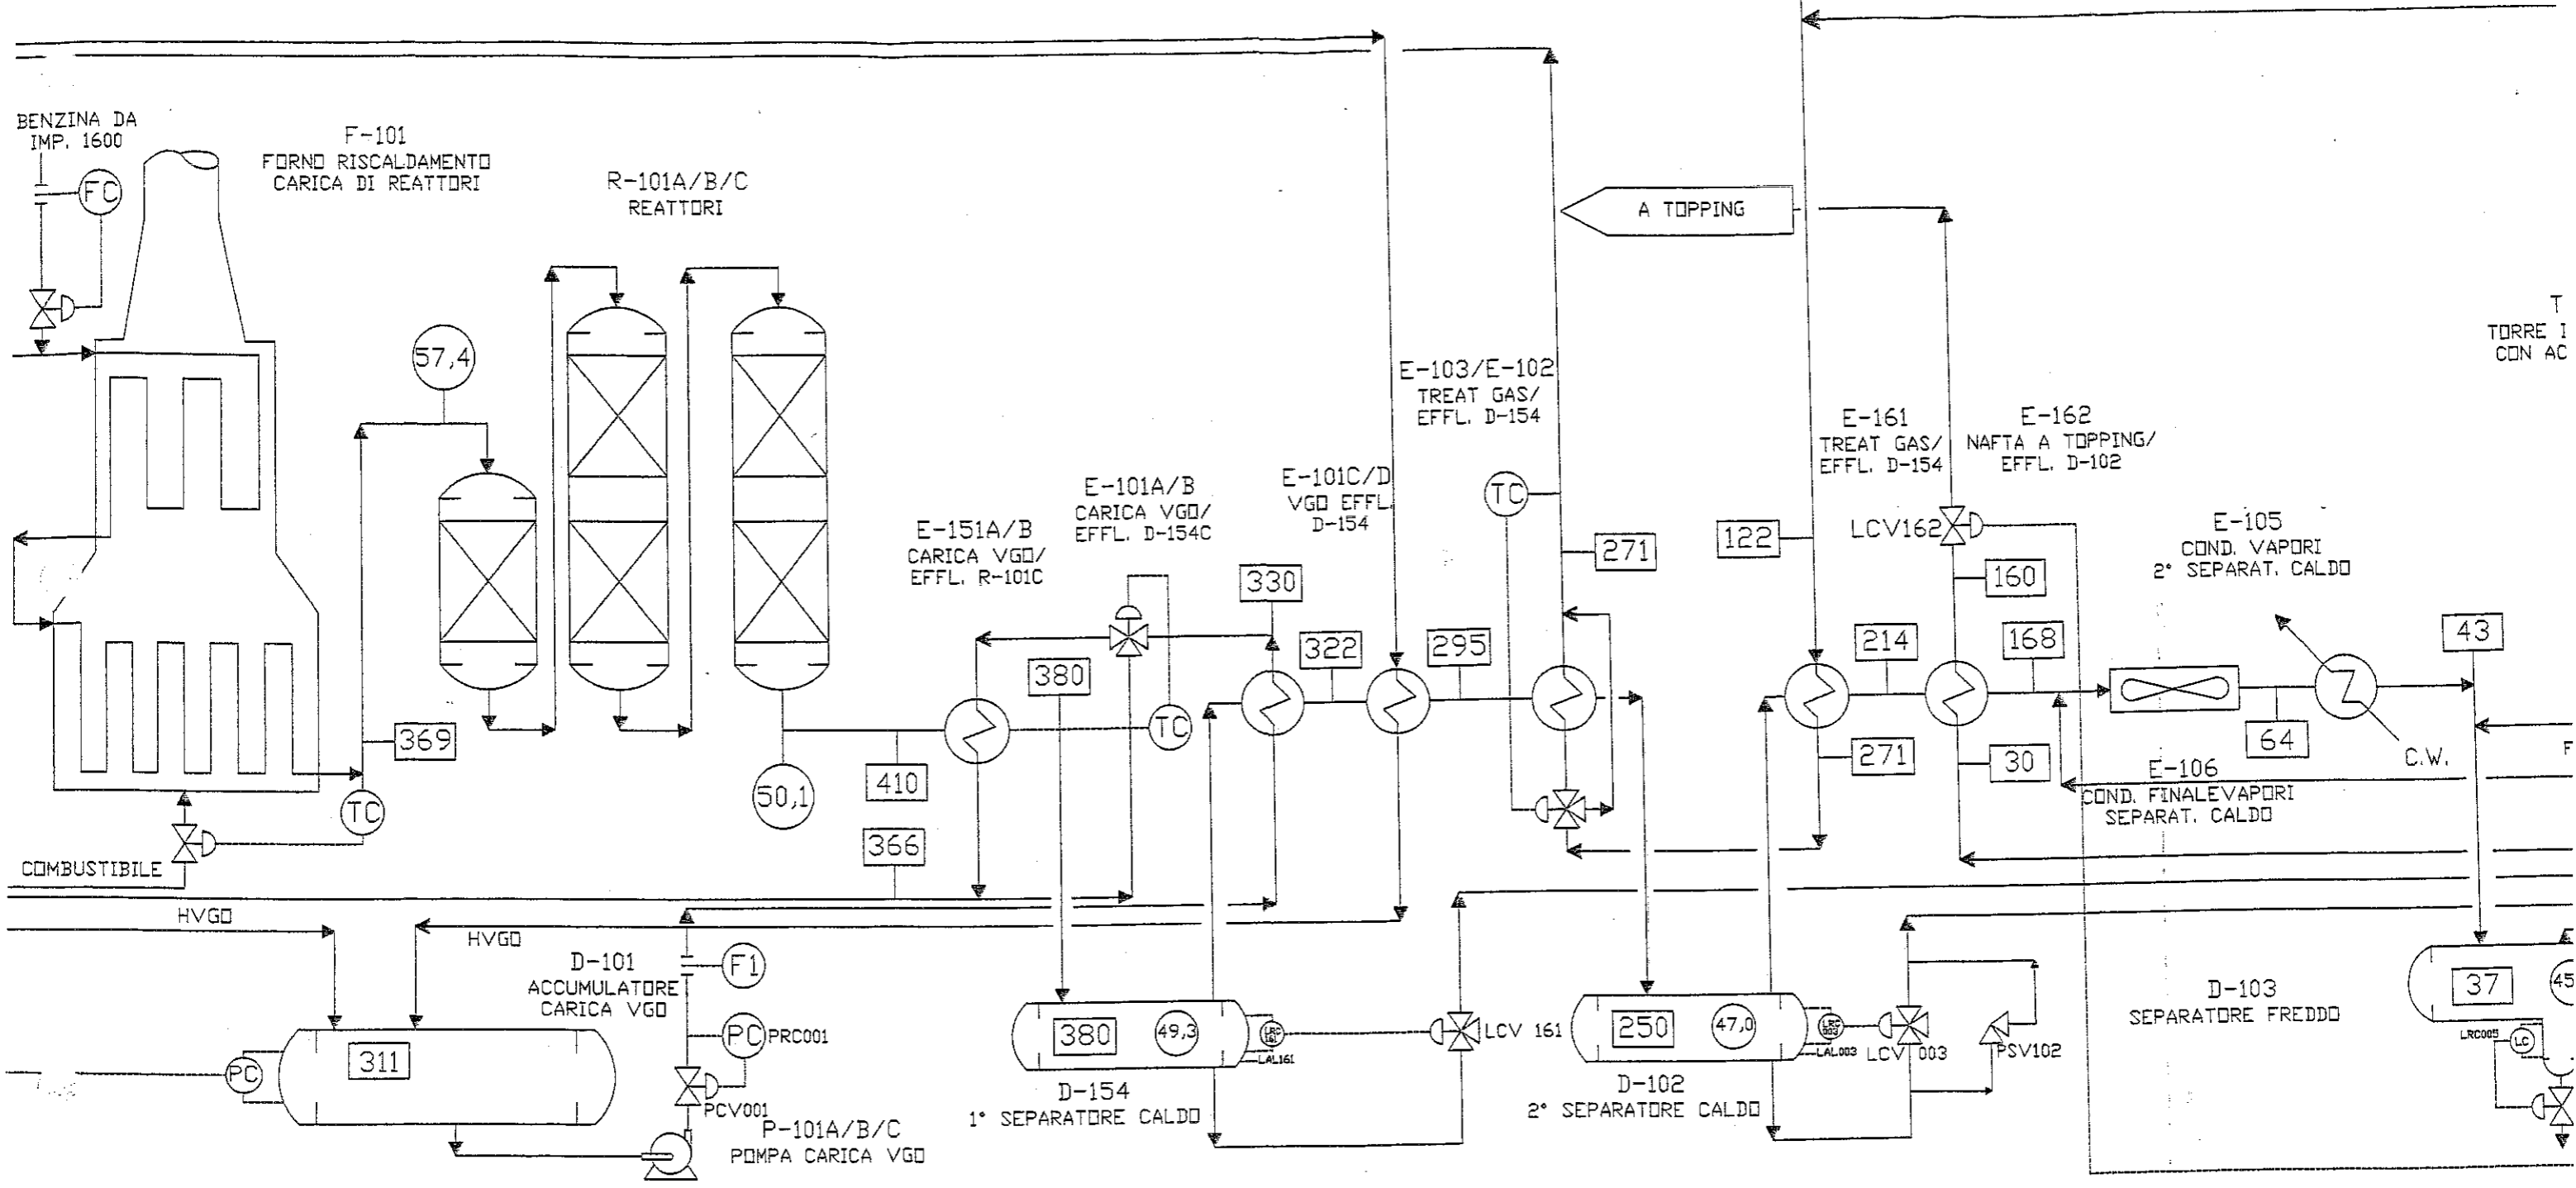 BENZINA DA
IMP. 1600
FC
F-101
FORNO RISCALDAMENTO
CARICA DI REATTORI
R-101A/B/C
REATTORI
57,4
369
TC
COMBUSTIBILE
50,1
410
366
E-151A/B
CARICA VGO/
EFFL. R-101C
E-101A/B
CARICA VGO/
EFFL. D-154C
TC
380
330
322
E-101C/D
VGO EFFL.
D-154
295
E-103/E-102
TREAT GAS/
EFFL. D-154
TC
271
A TOPPING
122
E-161
TREAT GAS/
EFFL. D-154
E-162
NAFTA A TOPPING/
EFFL. D-102
LCV162
160
214
168
271
30
E-105
COND. VAPORI
2° SEPARAT. CALDO
64
C.W.
43
E-106
COND. FINALEVAPORI
SEPARAT. CALDO
T
TORRE I
CON AC
F
HVGO
HVGO
D-101
ACCUMULATORE
CARICA VGO
311
PC
F1
PC
PRC001
PCV001
P-101A/B/C
POMPA CARICA VGO
380
49,3
LRC
161
LAL161
LCV 161
D-154
1° SEPARATORE CALDO
250
47,0
LRC
003
LAL003
LCV 003
PSV102
D-102
2° SEPARATORE CALDO
D-103
SEPARATORE FREDDO
37
45
LRC005
LC